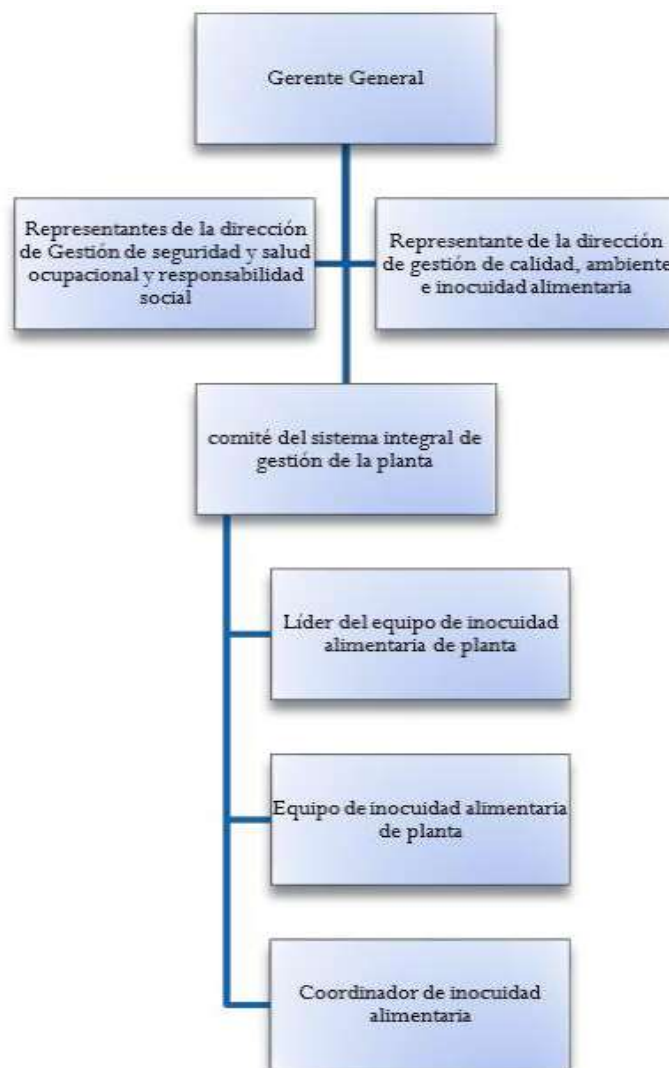 Gerente General
Representantes de la dirección
de Gestión de seguridad y salud
ocupacional y responsabilidad
social
Representante de la dirección
de gestión de calidad, ambiente
e inocuidad alimentaria
comité del sistema integral de
gestión de la planta
Líder del equipo de inocuidad
alimentaria de planta
Equipo de inocuidad alimentaria
de planta
Coordinador de inocuidad
alimentaria